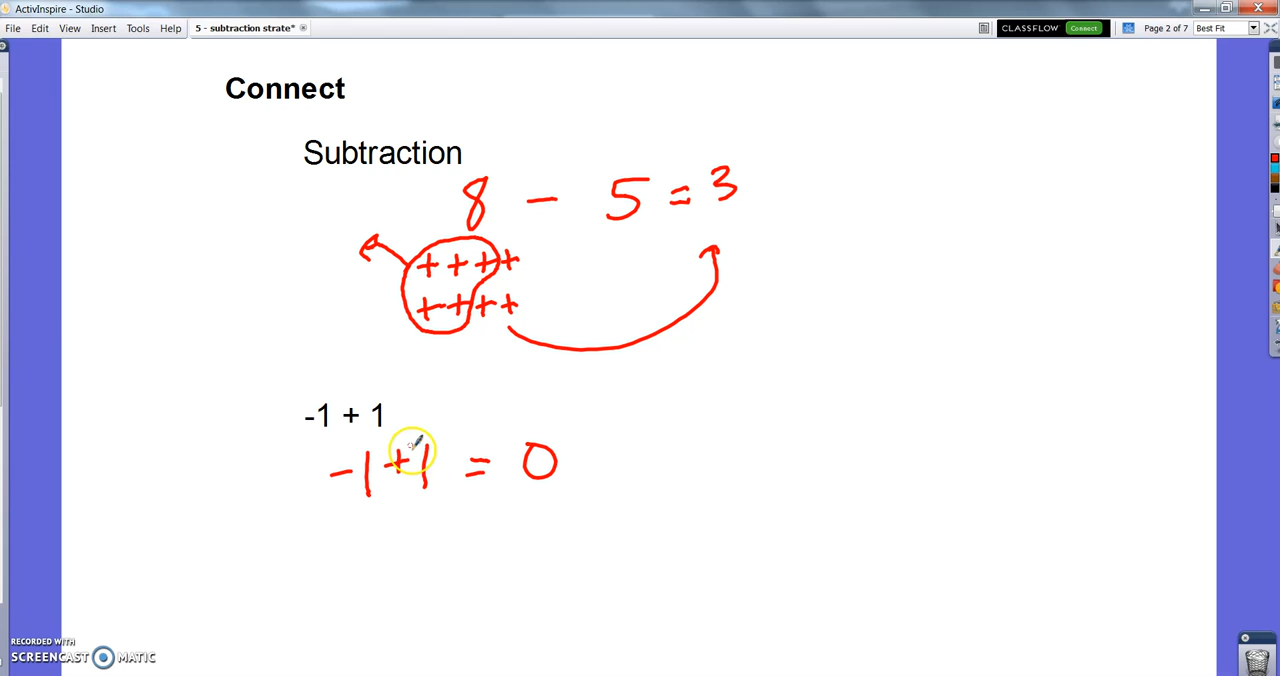 ActivInspire - Studio
File Edit View Insert Tools Help 5 - subtraction strate* CLASSFLOW Connect Page 2 of 7 Best Fit
Connect
Subtraction
8 - 5 = 3
+ + + +
+ + + +
-1 + 1
-1 + 1 = 0
RECORDED WITH
SCREENCAST MATIC